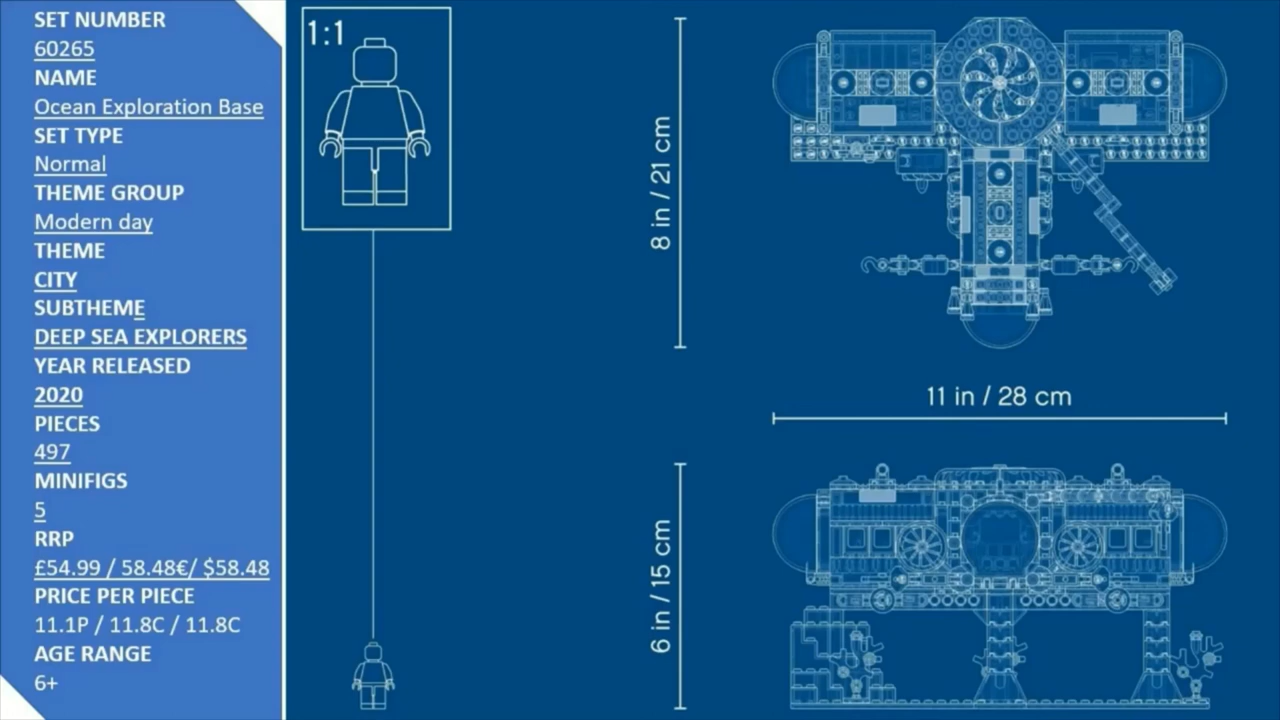 SET NUMBER
60265
NAME
Ocean Exploration Base
SET TYPE
Normal
THEME GROUP
Modern day
THEME
CITY
SUBTHEME
DEEP SEA EXPLORERS
YEAR RELEASED
2020
PIECES
497
MINIFIGS
5
RRP
£54.99 / 58.48€/ $58.48
PRICE PER PIECE
11.1P / 11.8C / 11.8C
AGE RANGE
6+
1:1
8 in / 21 cm
11 in / 28 cm
6 in / 15 cm